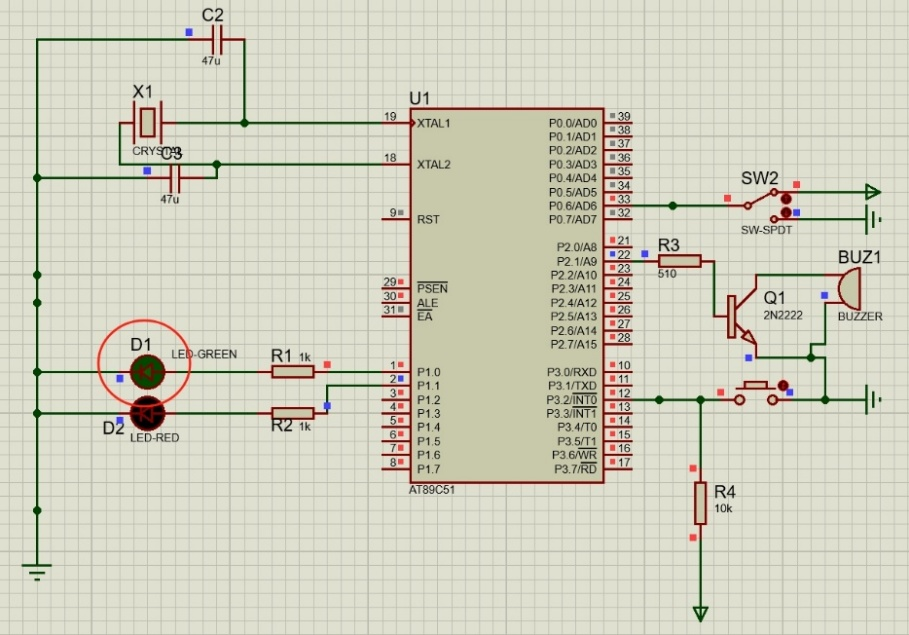 C2
47u
X1
CRYSTAL
C3
47u
U1
19
XTAL1
18
XTAL2
9
RST
29
PSEN
30
ALE
31
EA
1
P1.0
2
P1.1
3
P1.2
4
P1.3
5
P1.4
6
P1.5
7
P1.6
8
P1.7
P0.0/AD0
39
P0.1/AD1
38
P0.2/AD2
37
P0.3/AD3
36
P0.4/AD4
35
P0.5/AD5
34
P0.6/AD6
33
P0.7/AD7
32
P2.0/A8
21
P2.1/A9
22
P2.2/A10
23
P2.3/A11
24
P2.4/A12
25
P2.5/A13
26
P2.6/A14
27
P2.7/A15
28
P3.0/RXD
10
P3.1/TXD
11
P3.2/INT0
12
P3.3/INT1
13
P3.4/T0
14
P3.5/T1
15
P3.6/WR
16
P3.7/RD
17
AT89C51
D1
LED-GREEN
R1 1k
D2
LED-RED
R2 1k
SW2
SW-SPDT
R3
510
Q1
2N2222
BUZ1
BUZZER
R4
10k